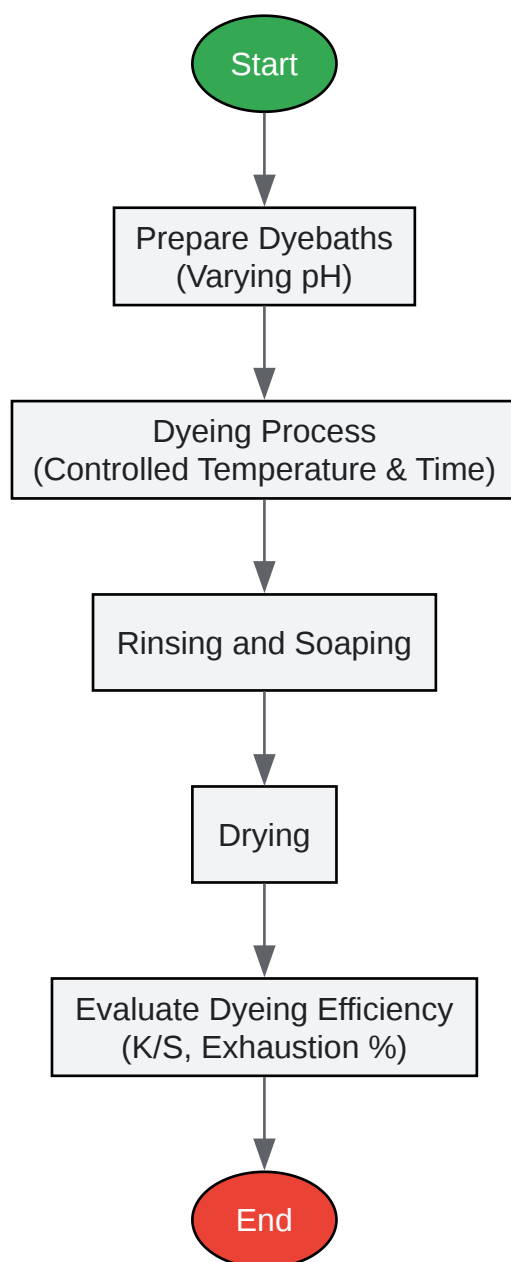 Start
Prepare Dyebaths
(Varying pH)
Dyeing Process
(Controlled Temperature & Time)
Rinsing and Soaping
Drying
Evaluate Dyeing Efficiency
(K/S, Exhaustion %)
End